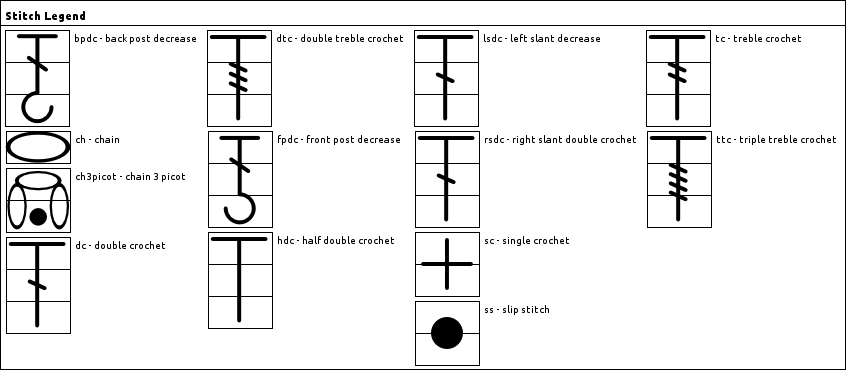 Stitch Legend
bpdc - back post decrease
ch - chain
ch3picot - chain 3 picot
dc - double crochet
dtc - double treble crochet
fpdc - front post decrease
hdc - half double crochet
lsdc - left slant decrease
rsdc - right slant double crochet
sc - single crochet
ss - slip stitch
tc - treble crochet
ttc - triple treble crochet